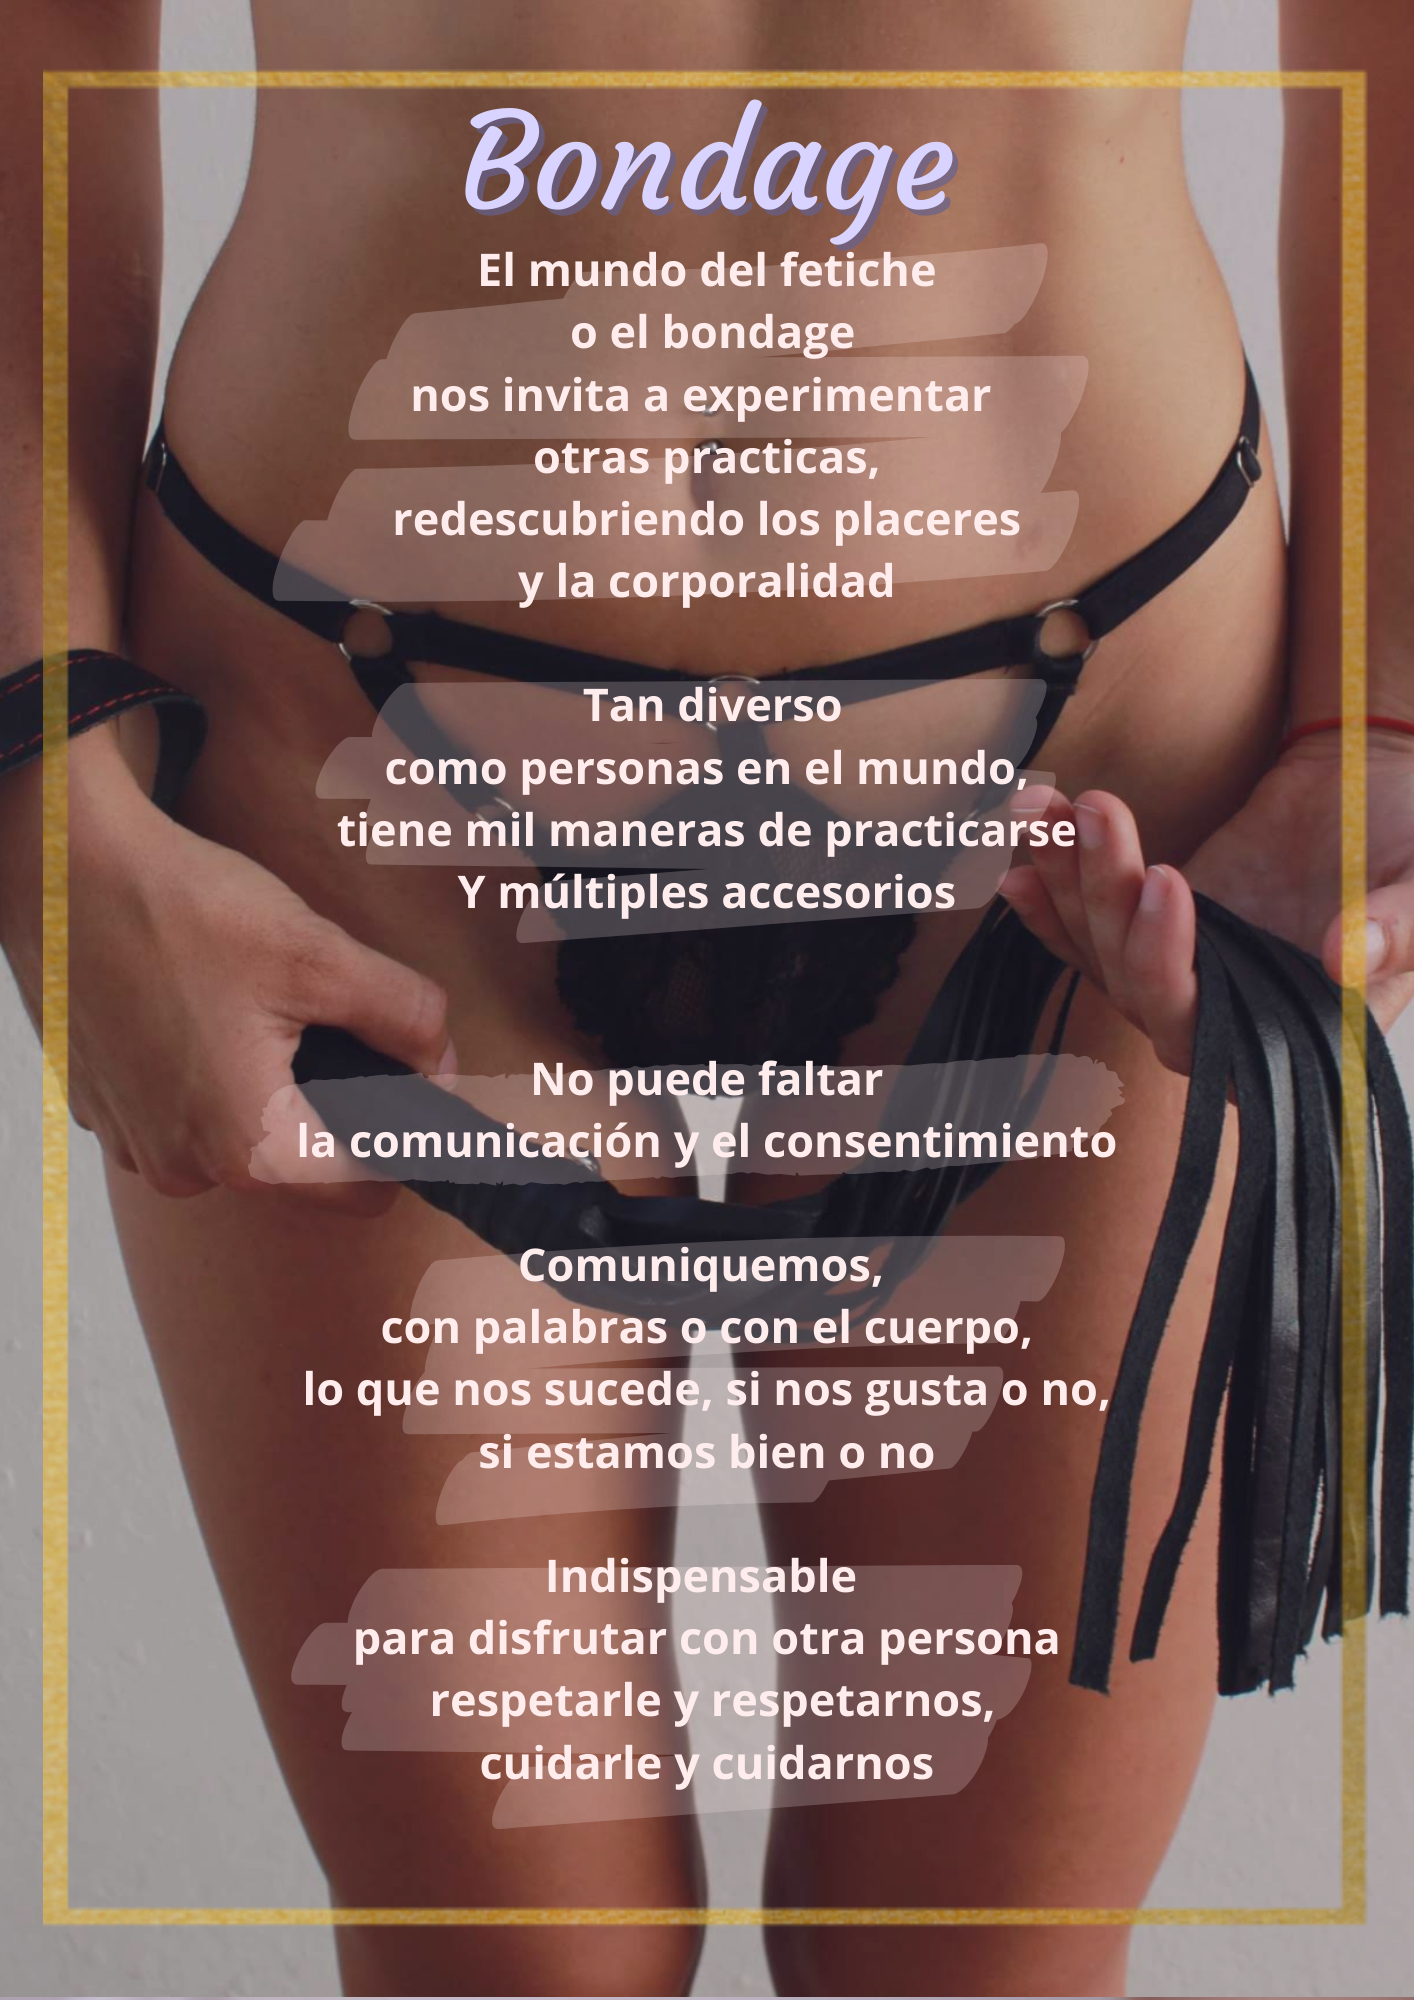 Bondage
El mundo del fetiche
o el bondage
nos invita a experimentar
otras practicas,
redescubriendo los placeres
y la corporalidad
Tan diverso
como personas en el mundo,
tiene mil maneras de practicarse
Y múltiples accesorios
No puede faltar
la comunicación y el consentimiento
Comuniquemos,
con palabras o con el cuerpo,
lo que nos sucede, si nos gusta o no,
si estamos bien o no
Indispensable
para disfrutar con otra persona
respetarle y respetarnos,
cuidarle y cuidarnos